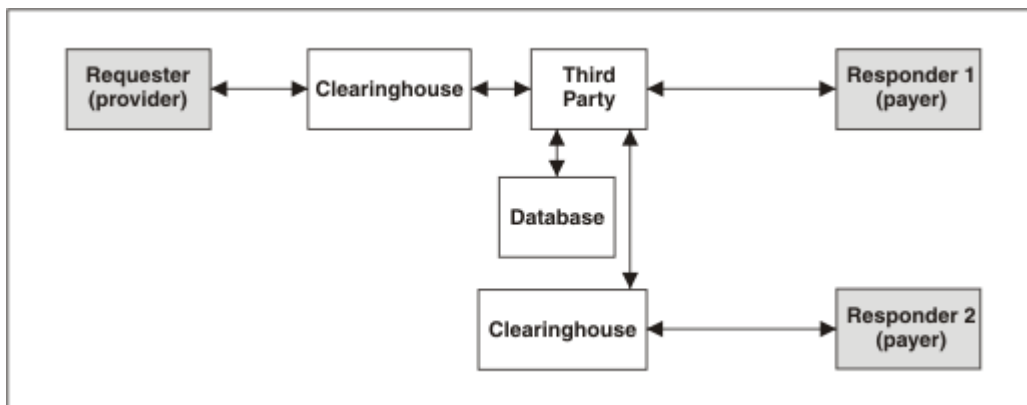 Requester
(provider)
Clearinghouse
Third
Party
Responder 1
(payer)
Database
Clearinghouse
Responder 2
(payer)